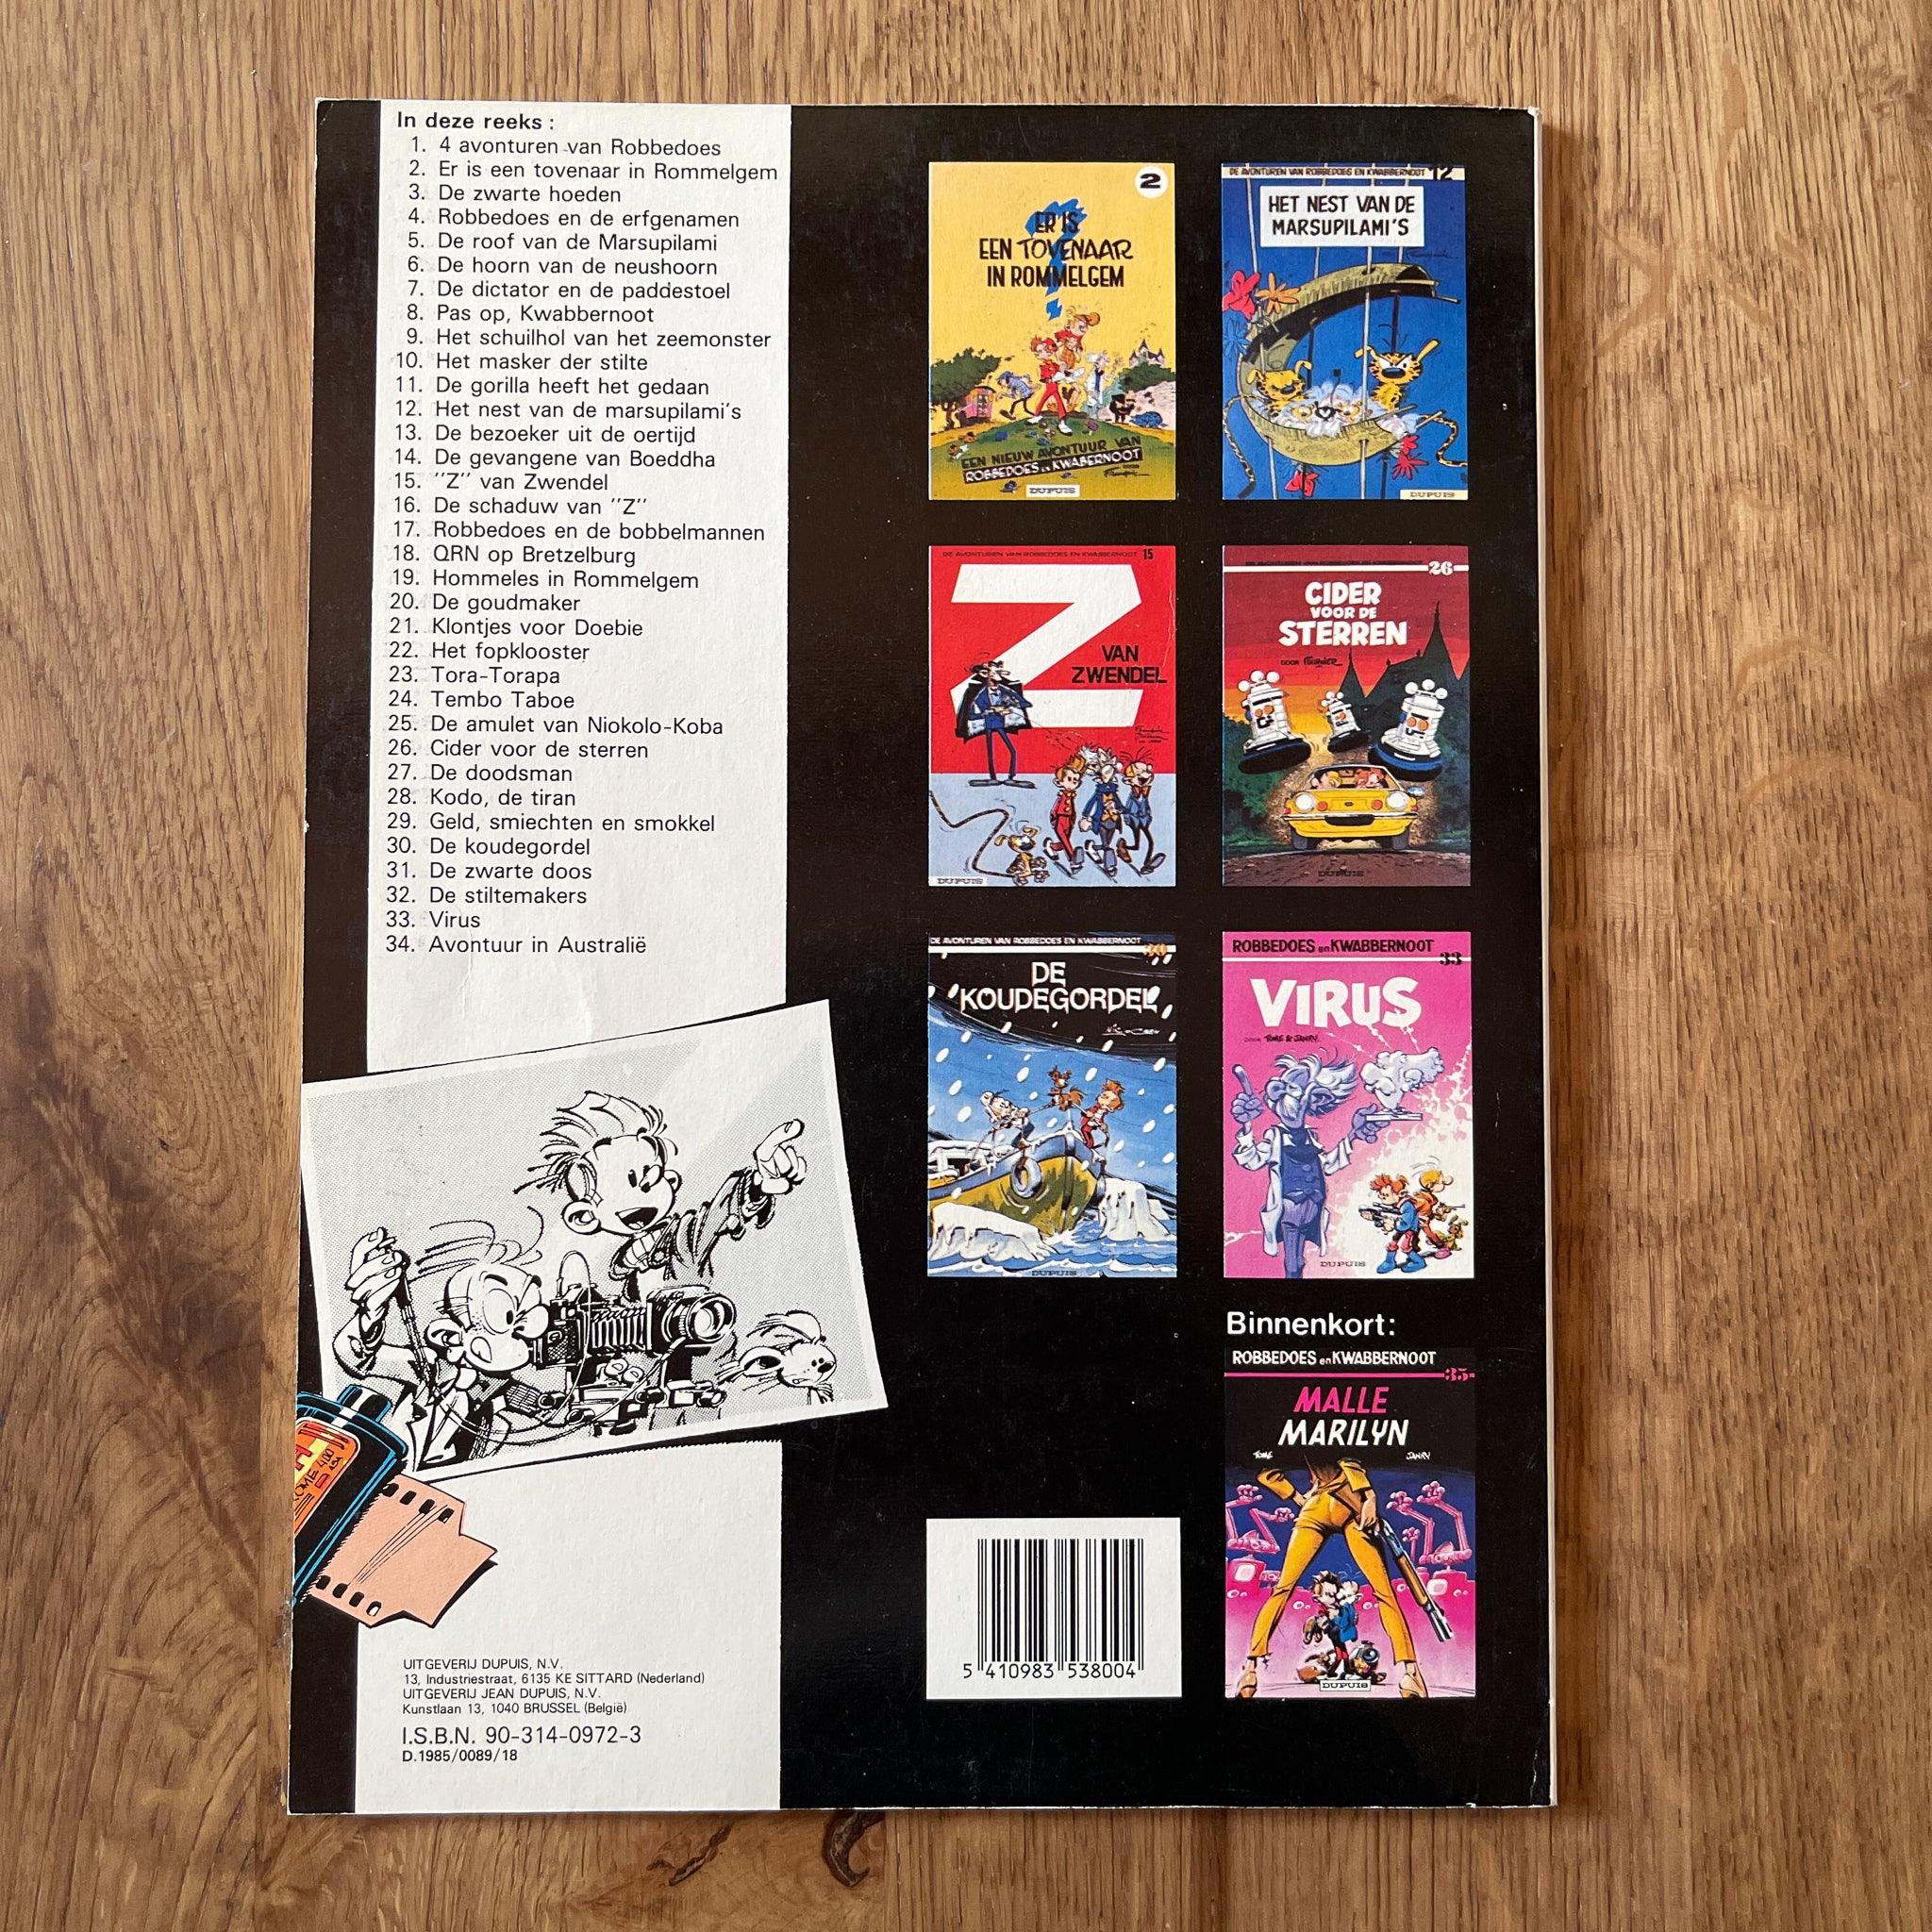 In deze reeks :
1. 4 avonturen van Robbedoes
2. Er is een tovenaar in Rommelgem
3. De zwarte hoeden
4. Robbedoes en de erfgenamen
5. De roof van de Marsupilami
6. De hoorn van de neushoorn
7. De dictator en de paddestoel
8. Pas op, Kwabbernoot
9. Het schuilhol van het zeemonster
10. Het masker der stilte
11. De gorilla heeft het gedaan
12. Het nest van de marsupilami's
13. De bezoeker uit de oertijd
14. De gevangene van Boeddha
15. "Z" van Zwendel
16. De schaduw van "Z"
17. Robbedoes en de bobbelmannen
18. QRN op Bretzelburg
19. Hommeles in Rommelgem
20. De goudmaker
21. Klontjes voor Doebie
22. Het fopklooster
23. Tora-Torapa
24. Tembo Taboe
25. De amulet van Niokolo-Koba
26. Cider voor de sterren
27. De doodsman
28. Kodo, de tiran
29. Geld, smiechten en smokkel
30. De koudegordel
31. De zwarte doos
32. De stiltemakers
33. Virus
34. Avontuur in Australië
OME 400
UITGEVERIJ DUPUIS, N.V.
13, Industriestraat, 6135 KE SITTARD (Nederland)
UITGEVERIJ JEAN DUPUIS, N.V.
Kunstlaan 13, 1040 BRUSSEL (België)
I.S.B.N. 90-314-0972-3
D.1985/0089/18
2
ER IS
EEN TOVENAAR
IN ROMMELGEM
EEN NIEUW AVONTUUR VAN
ROBBEDOES EN KWABBERNOOT
DUPUIS
DE AVONTUREN VAN ROBBEDOES EN KWABBERNOOT 12
HET NEST VAN DE
MARSUPILAMI'S
DUPUIS
DE AVONTUREN VAN ROBBEDOES EN KWABBERNOOT 15
Z
VAN
ZWENDEL
DUPUIS
26
CIDER
VOOR DE
STERREN
DOOR FOURNIER
DUPUIS
DE AVONTUREN VAN ROBBEDOES EN KWABBERNOOT
30
DE
KOUDEGORDEL
DUPUIS
ROBBEDOES en KWABBERNOOT
33
VIRUS
DOOR TOME & JANRY
DUPUIS
Binnenkort:
ROBBEDOES en KWABBERNOOT
35
MALLE
MARILYN
TOME JANRY
DUPUIS
5 410983 538004